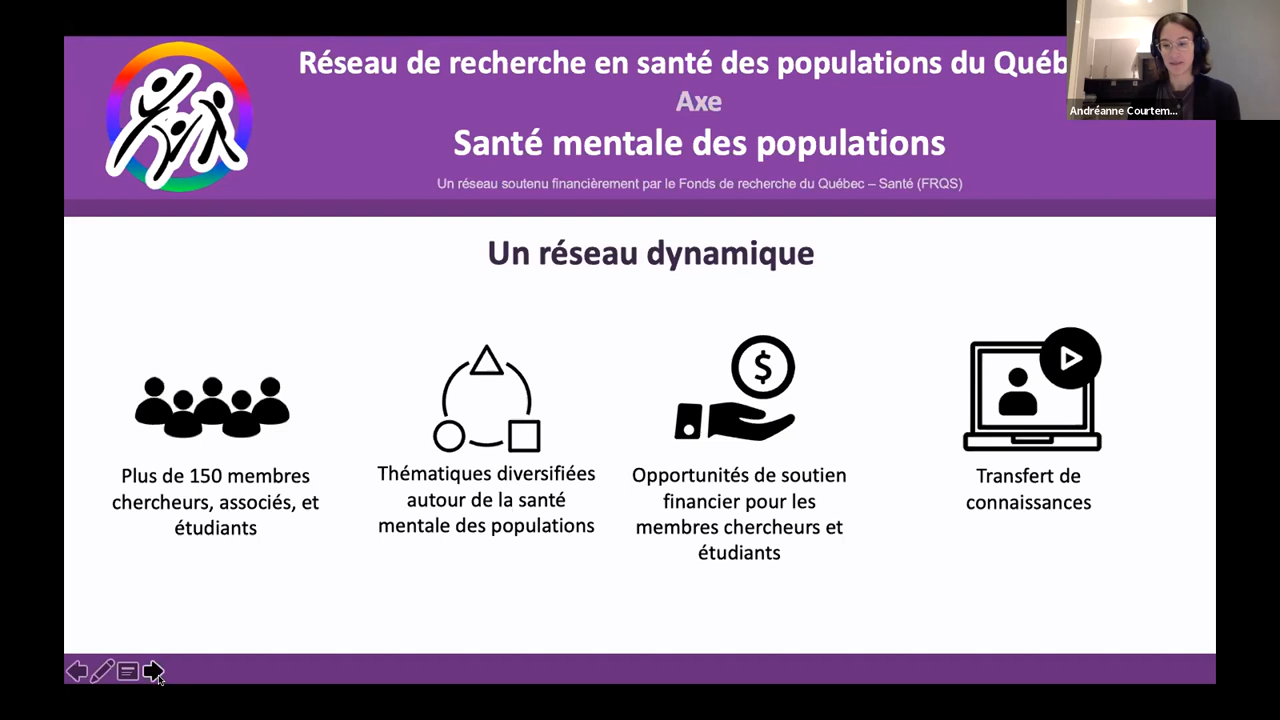 Réseau de recherche en santé des populations du Québ
Axe
Santé mentale des populations
Un réseau soutenu financièrement par le Fonds de recherche du Québec – Santé (FRQS)
Andréanne Courtem...
Un réseau dynamique
$
Plus de 150 membres
chercheurs, associés, et
étudiants
Thématiques diversifiées
autour de la santé
mentale des populations
Opportunités de soutien
financier pour les
membres chercheurs et
étudiants
Transfert de
connaissances